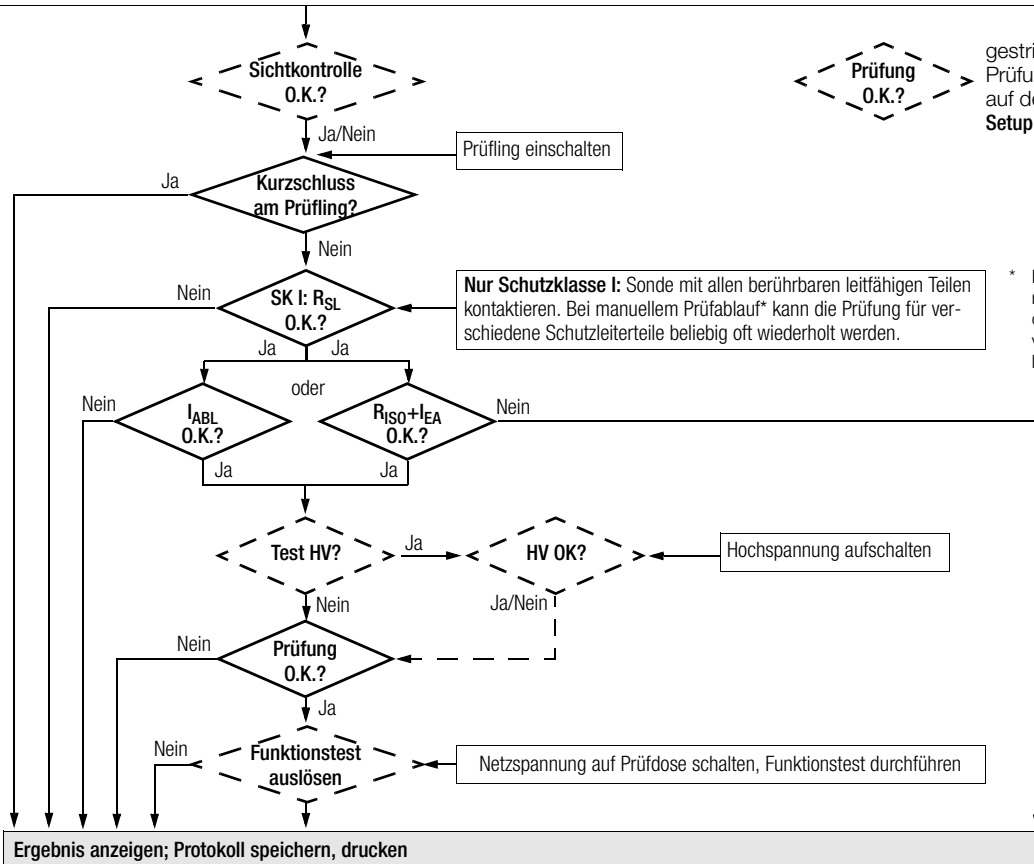 Sichtkontrolle
O.K.?
Ja/Nein
Prüfling einschalten
Prüfung
O.K.?
auf
Setup
Ja
Kurzschluss
am Prüfling?
Nein
Nein
SK I: RSL
O.K.?
Nur Schutzklasse I: Sonde mit allen berührbaren leitfähigen Teilen
kontaktieren. Bei manuellem Prüfablauf* kann die Prüfung für ver-
schiedene Schutzleiterteile beliebig oft wiederholt werden.
*
Ja
Ja
oder
Nein
IABL
O.K.?
RISO+IEA
O.K.?
Nein
Ja
Ja
Test HV?
Ja
HV OK?
Hochspannung aufschalten
Nein
Ja/Nein
Nein
Prüfung
O.K.?
Ja
Nein
Funktionstest
auslösen
Netzspannung auf Prüfdose schalten, Funktionstest durchführen
Ergebnis anzeigen; Protokoll speichern, drucken